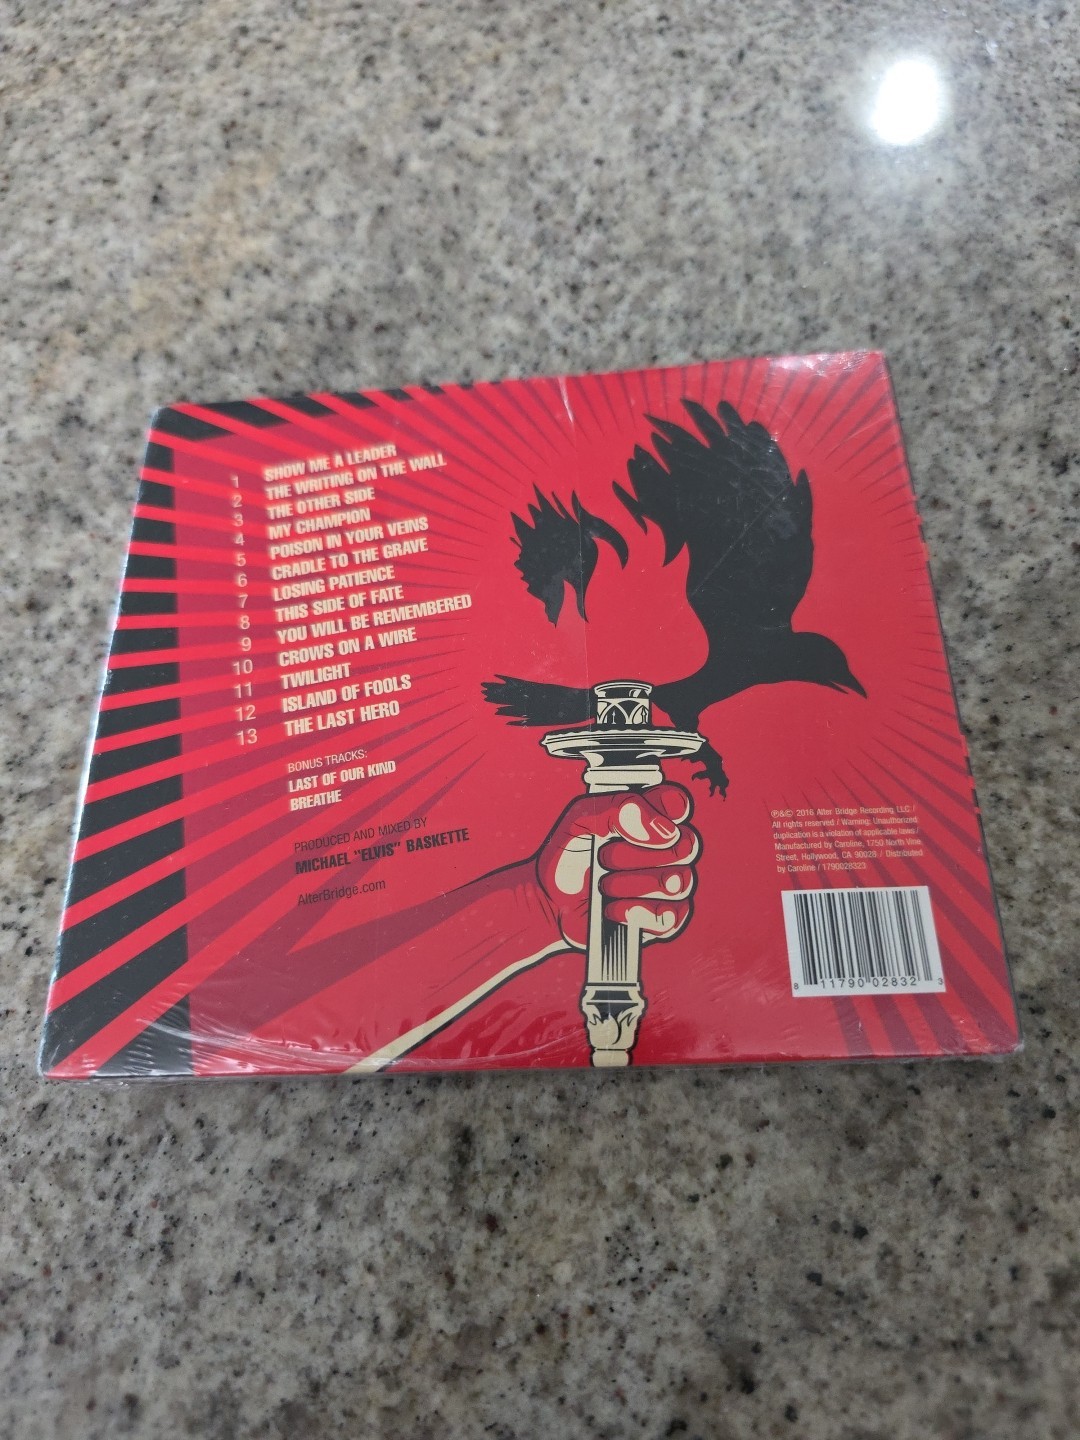 1 SHOW ME A LEADER
2 THE WRITING ON THE WALL
3 THE OTHER SIDE
4 MY CHAMPION
5 POISON IN YOUR VEINS
6 CRADLE TO THE GRAVE
7 LOSING PATIENCE
8 THIS SIDE OF FATE
9 YOU WILL BE REMEMBERED
10 CROWS ON A WIRE
11 TWILIGHT
12 ISLAND OF FOOLS
13 THE LAST HERO
BONUS TRACKS:
LAST OF OUR KIND
BREATHE
PRODUCED AND MIXED BY
MICHAEL "ELVIS" BASKETTE
AlterBridge.com
℗&© 2016 Alter Bridge Recording LLC /
All rights reserved / Warning: Unauthorized
duplication is a violation of applicable laws /
Manufactured by Caroline, 1750 North Vine
Street, Hollywood, CA 90028 / Distributed
by Caroline / 1790028323
8 11790 02832 3